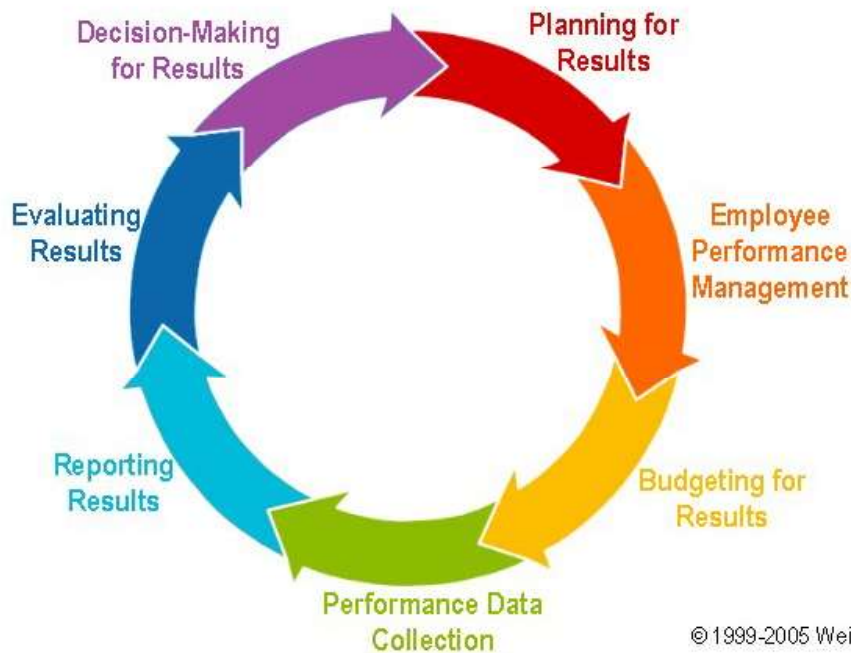 Planning for
Results
Employee
Performance
Management
Budgeting for
Results
Performance Data
Collection
Reporting
Results
Evaluating
Results
Decision-Making
for Results
© 1999-2005 Wei